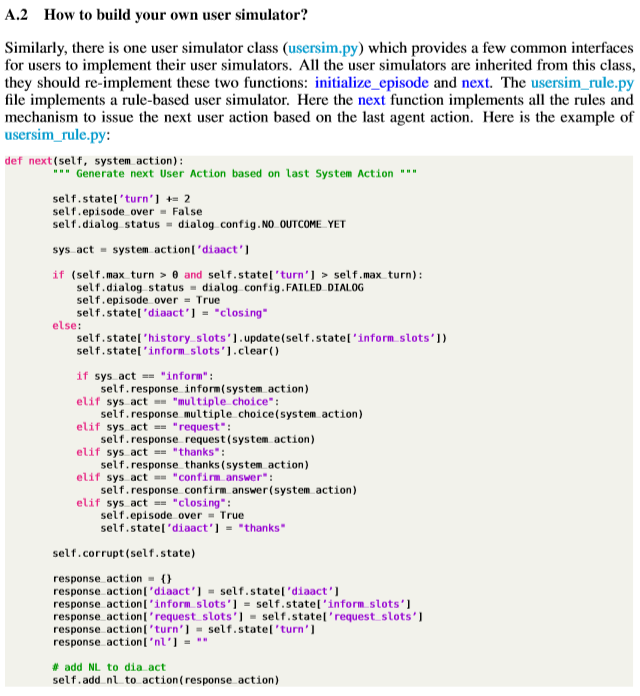 A.2 How to build your own user simulator?
Similarly, there is one user simulator class (usersim.py) which provides a few common interfaces
for users to implement their user simulators. All the user simulators are inherited from this class,
they should re-implement these two functions: initialize_episode and next. The usersim_rule.py
file implements a rule-based user simulator. Here the next function implements all the rules and
mechanism to issue the next user action based on the last agent action. Here is the example of
usersim_rule.py:
def next(self, system_action):
""" Generate next User Action based on last System Action """
self.state['turn'] += 2
self.episode_over = False
self.dialog_status = dialog_config.NO_OUTCOME_YET
sys_act = system_action['diaact']
if (self.max_turn > 0 and self.state['turn'] > self.max_turn):
self.dialog_status = dialog_config.FAILED_DIALOG
self.episode_over = True
self.state['diaact'] = "closing"
else:
self.state['history_slots'].update(self.state['inform_slots'])
self.state['inform_slots'].clear()
if sys_act == "inform":
self.response_inform(system_action)
elif sys_act == "multiple_choice":
self.response_multiple_choice(system_action)
elif sys_act == "request":
self.response_request(system_action)
elif sys_act == "thanks":
self.response_thanks(system_action)
elif sys_act == "confirm_answer":
self.response_confirm_answer(system_action)
elif sys_act == "closing":
self.episode_over = True
self.state['diaact'] = "thanks"
self.corrupt(self.state)
response_action = {}
response_action['diaact'] = self.state['diaact']
response_action['inform_slots'] = self.state['inform_slots']
response_action['request_slots'] = self.state['request_slots']
response_action['turn'] = self.state['turn']
response_action['nl'] = ""
# add NL to dia_act
self.add_nl_to_action(response_action)